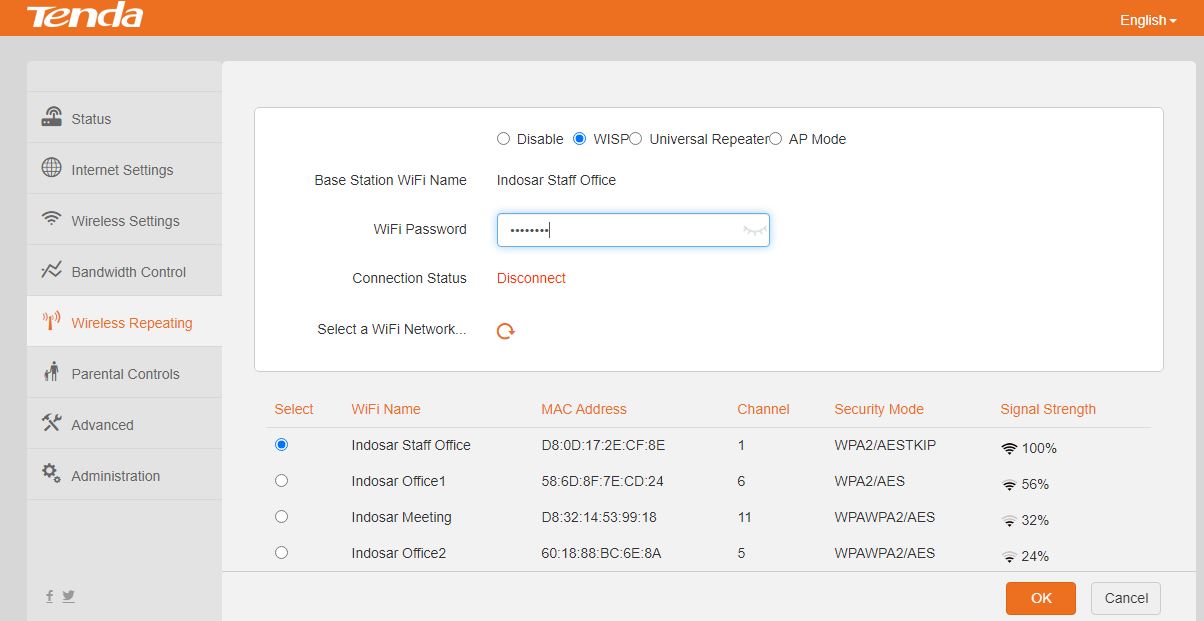 Tenda
English
Status
Internet Settings
Wireless Settings
Bandwidth Control
Wireless Repeating
Parental Controls
Advanced
Administration
Disable WISP Universal Repeater AP Mode
Base Station WiFi Name Indosar Staff Office
WiFi Password ••••••••
Connection Status Disconnect
Select a WiFi Network...
Select WiFi Name MAC Address Channel Security Mode Signal Strength
Indosar Staff Office D8:0D:17:2E:CF:8E 1 WPA2/AESTKIP 100%
Indosar Office1 58:6D:8F:7E:CD:24 6 WPA2/AES 56%
Indosar Meeting D8:32:14:53:99:18 11 WPAWPA2/AES 32%
Indosar Office2 60:18:88:BC:6E:8A 5 WPAWPA2/AES 24%
OK Cancel